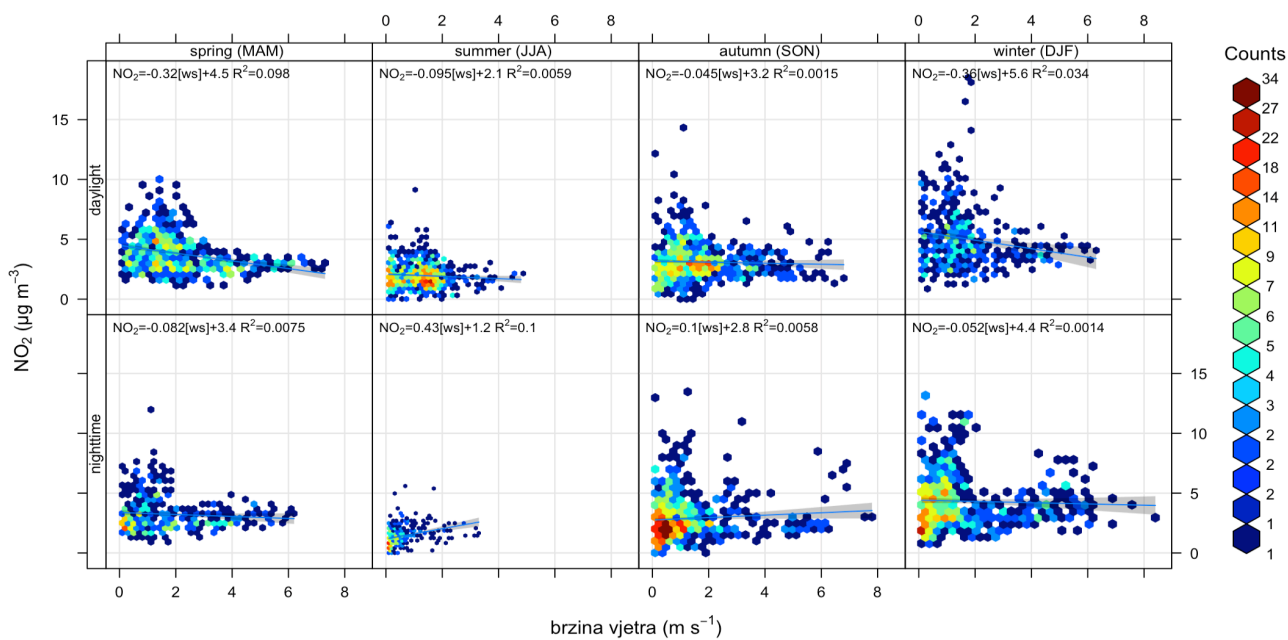 0 2 4 6 8 0 2 4 6 8
spring (MAM) summer (JJA) autumn (SON) winter (DJF)
Counts
NO₂=-0.32[ws]+4.5 R²=0.098
NO₂=-0.095[ws]+2.1 R²=0.0059
NO₂=-0.045[ws]+3.2 R²=0.0015
NO₂=-0.36[ws]+5.6 R²=0.034
15
10
5
0
daylight
NO₂ (µg m⁻³)
NO₂=-0.082[ws]+3.4 R²=0.0075
NO₂=0.43[ws]+1.2 R²=0.1
NO₂=0.1[ws]+2.8 R²=0.0058
NO₂=-0.052[ws]+4.4 R²=0.0014
nighttime
15
10
5
0
34
27
22
18
14
11
9
7
6
5
4
3
2
2
2
1
1
0 2 4 6 8 0 2 4 6 8
brzina vjetra (m s⁻¹)